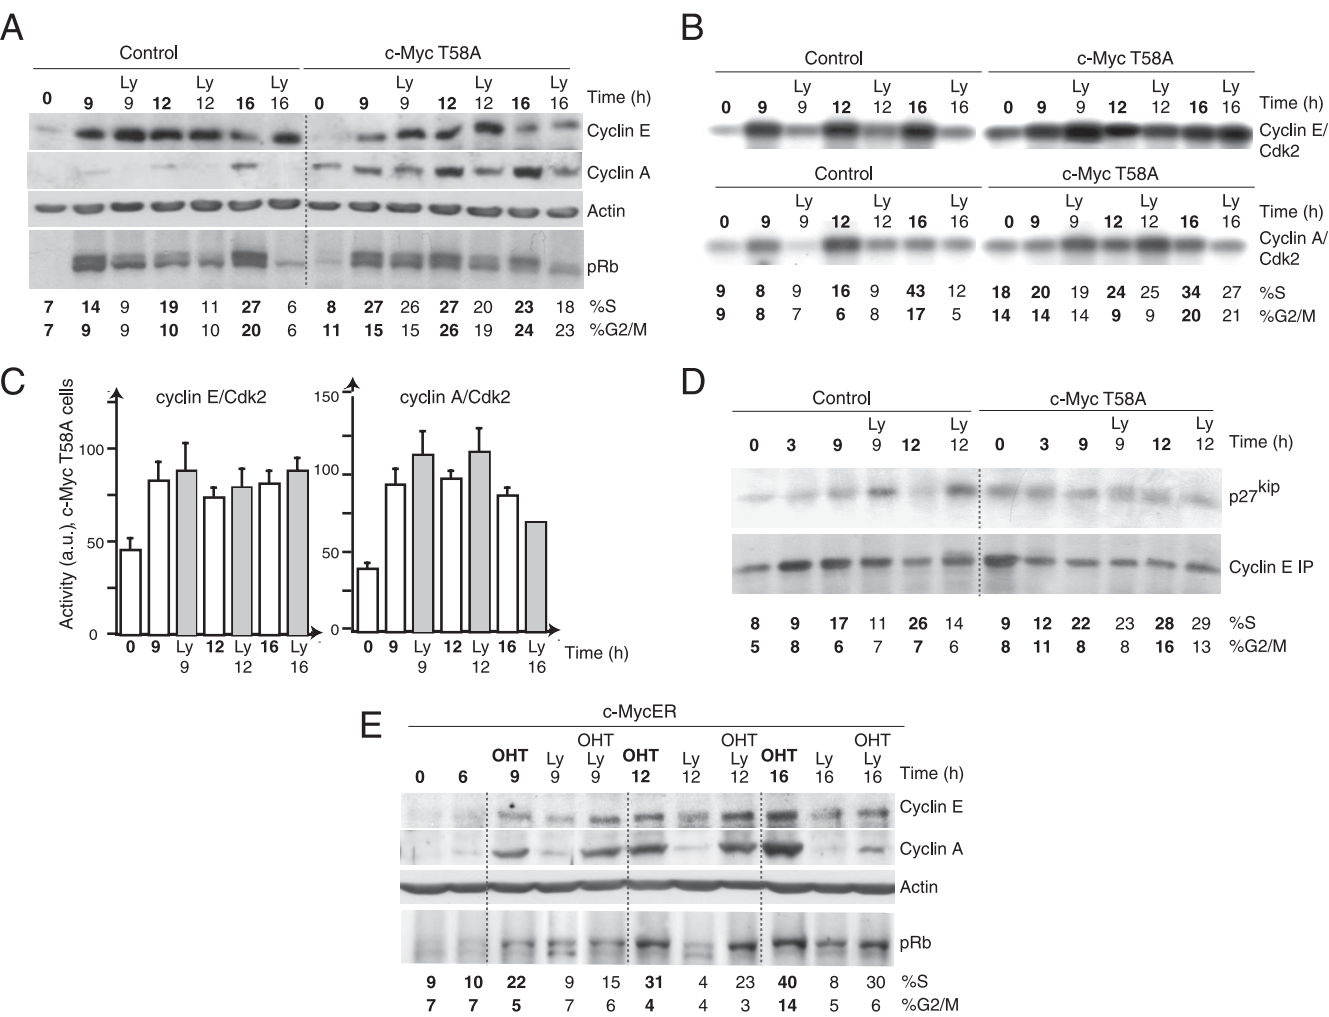 A
Control
c-Myc T58A
Ly Ly Ly Ly Ly Ly
0 9 9 12 12 16 16 0 9 9 12 12 16 16 Time (h)
Cyclin E
Cyclin A
Actin
pRb
7 14 9 19 11 27 6 8 27 26 27 20 23 18 %S
7 9 9 10 10 20 6 11 15 15 26 19 24 23 %G2/M
B
Control
c-Myc T58A
Ly Ly Ly Ly Ly Ly
0 9 9 12 12 16 16 0 9 9 12 12 16 16 Time (h)
Cyclin E/
Cdk2
Control
c-Myc T58A
Ly Ly Ly Ly Ly Ly
0 9 9 12 12 16 16 0 9 9 12 12 16 16 Time (h)
Cyclin A/
Cdk2
9 8 9 16 9 43 12 18 20 19 24 25 34 27 %S
9 8 7 6 8 17 5 14 14 14 9 9 20 21 %G2/M
C
Activity (a.u.), c-Myc T58A cells
cyclin E/Cdk2
100
50
0
0 9 Ly 12 Ly 16 Ly
9 12 16
cyclin A/Cdk2
150
100
50
0
0 9 Ly 12 Ly 16 Ly
9 12 16
Time (h)
D
Control
c-Myc T58A
Ly Ly Ly Ly
0 3 9 9 12 12 0 3 9 9 12 12 Time (h)
p27kip
Cyclin E IP
8 9 17 11 26 14 9 12 22 23 28 29 %S
5 8 6 7 7 6 8 11 8 8 16 13 %G2/M
E
c-MycER
OHT OHT OHT
OHT Ly Ly OHT Ly Ly OHT Ly Ly
0 6 9 9 9 12 12 12 16 16 16 Time (h)
Cyclin E
Cyclin A
Actin
pRb
9 10 22 9 15 31 4 23 40 8 30 %S
7 7 5 7 6 4 4 3 14 5 6 %G2/M